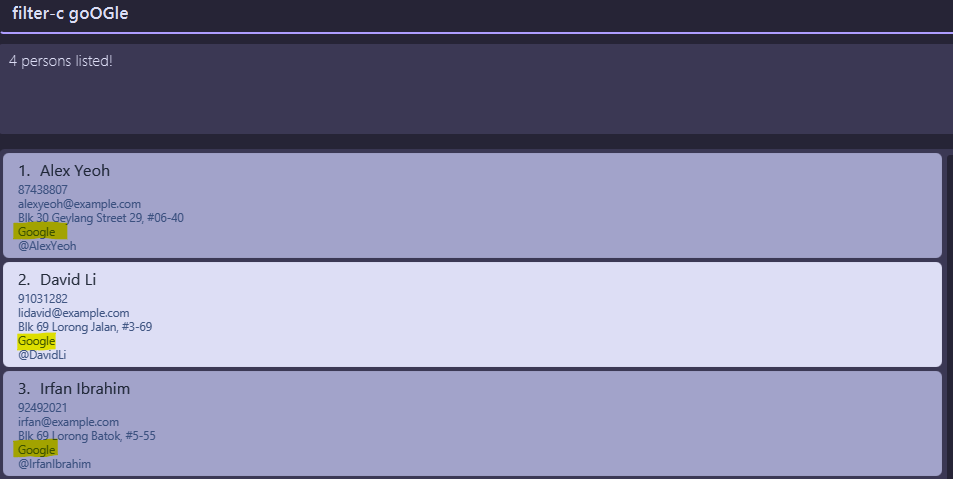 filter-c goOGle
4 persons listed!
1. Alex Yeoh
87438807
alexyeoh@example.com
Blk 30 Geylang Street 29, #06-40
Google
@AlexYeoh
2. David Li
91031282
lidavid@example.com
Blk 69 Lorong Jalan, #3-69
Google
@DavidLi
3. Irfan Ibrahim
92492021
irfan@example.com
Blk 69 Lorong Batok, #5-55
Google
@IrfanIbrahim